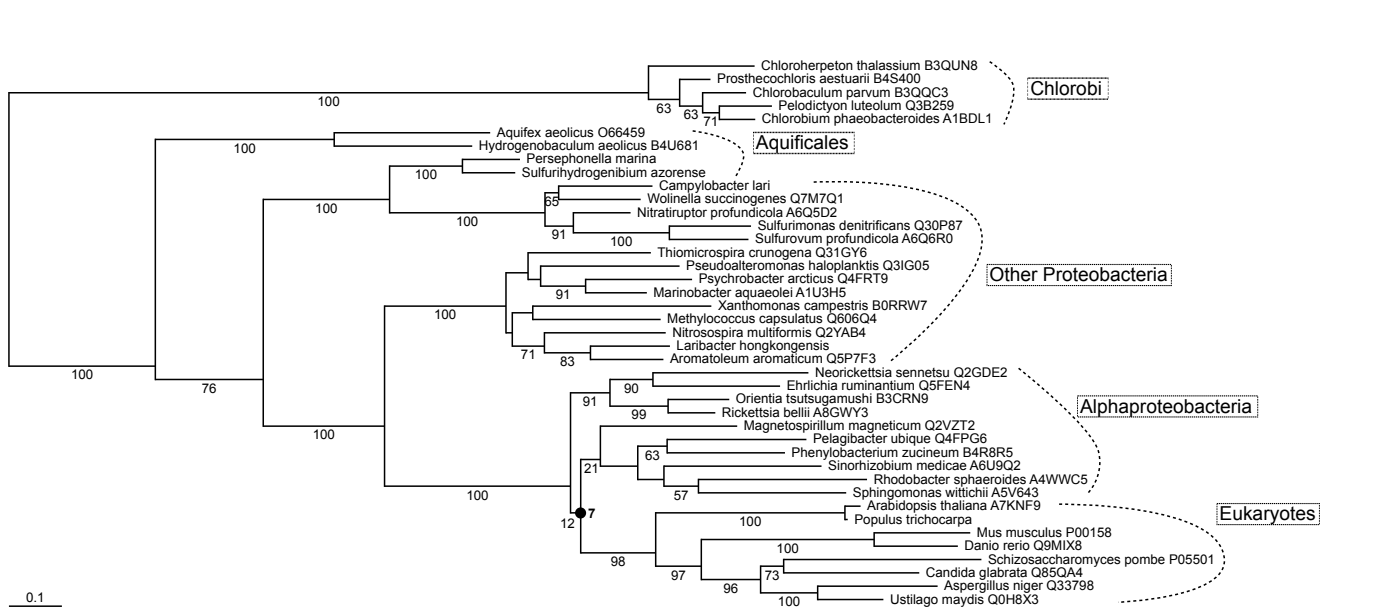 Chloroherpeton thalassium B3QUN8
Prosthecochloris aestuarii B4S400
Chlorobi
Chlorobaculum parvum B3QQC3
100
63
63
Pelodictyon luteolum Q3B259
71
Chlorobium phaeobacteroides A1BDL1
Aquifex aeolicus O66459
Aquificales
100
Hydrogenobaculum aeolicus B4U681
Persephonella marina
100
Sulfurihydrogenibium azorense
Campylobacter lari
100
65
Wolinella succinogenes Q7M7Q1
100
Nitratiruptor profundicola A6Q5D2
91
Sulfurimonas denitrificans Q30P87
100
Sulfurovum profundicola A6Q6R0
Thiomicrospira crunogena Q31GY6
Pseudoalteromonas haloplanktis Q3IG05
Other Proteobacteria
Psychrobacter arcticus Q4FRT9
91
Marinobacter aquaeolei A1U3H5
Xanthomonas campestris B0RRW7
100
Methylococcus capsulatus Q606Q4
Nitrosospira multiformis Q2YAB4
71
Laribacter hongkongensis
83
Aromatoleum aromaticum Q5P7F3
100
76
Neorickettsia sennetsu Q2GDE2
90
Ehrlichia ruminantium Q5FEN4
91
Orientia tsutsugamushi B3CRN9
Alphaproteobacteria
99
Rickettsia bellii A8GWY3
100
Magnetospirillum magneticum Q2VZT2
Pelagibacter ubique Q4FPG6
63
Phenylobacterium zucineum B4R8R5
21
Sinorhizobium medicae A6U9Q2
Rhodobacter sphaeroides A4WWC5
57
Sphingomonas wittichii A5V643
100
Arabidopsis thaliana A7KNF9
Eukaryotes
12
7
100
Populus trichocarpa
Mus musculus P00158
100
Danio rerio Q9MIX8
98
Schizosaccharomyces pombe P05501
97
73
Candida glabrata Q85QA4
96
Aspergillus niger Q33798
100
Ustilago maydis Q0H8X3
0.1